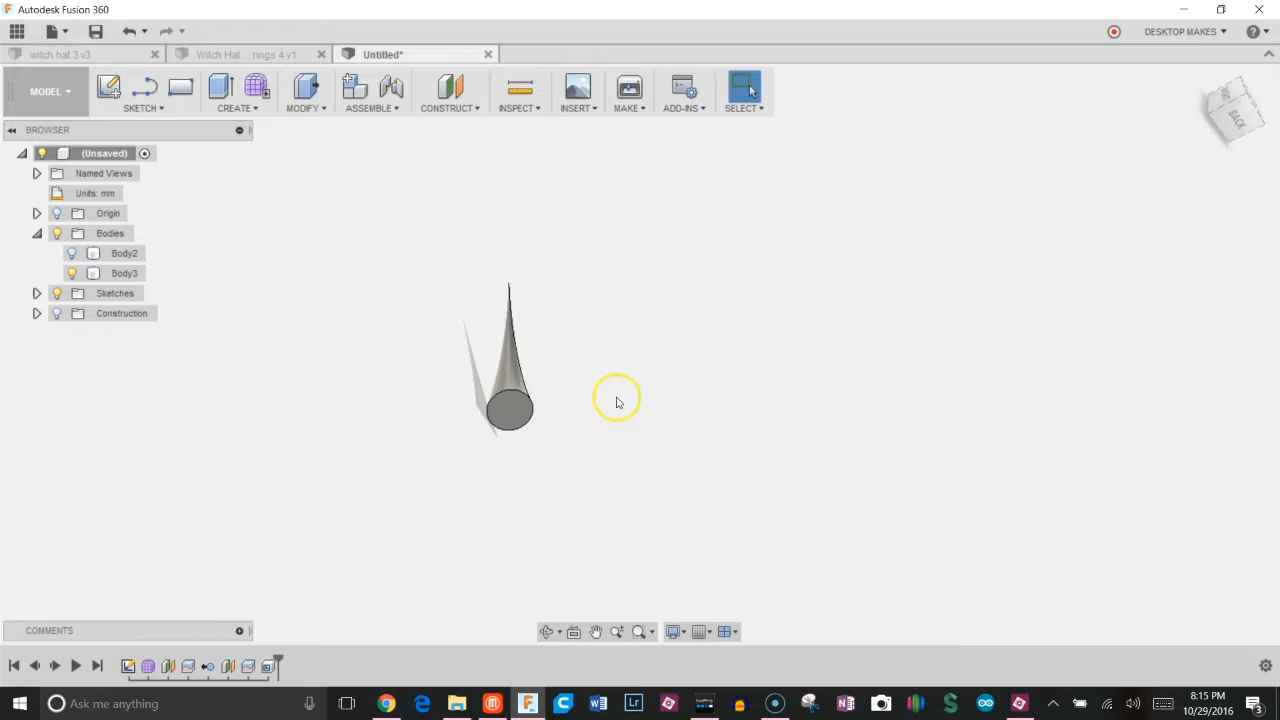 Autodesk Fusion 360
DESKTOP MAKES
witch hat 3 v3
Witch Hat ...rings 4 v1
Untitled*
MODEL
SKETCH
CREATE
MODIFY
ASSEMBLE
CONSTRUCT
INSPECT
INSERT
MAKE
ADD-INS
SELECT
BACK
BROWSER
(Unsaved)
Named Views
Units: mm
Origin
Bodies
Body2
Body3
Sketches
Construction
COMMENTS
Ask me anything
8:15 PM
10/29/2016